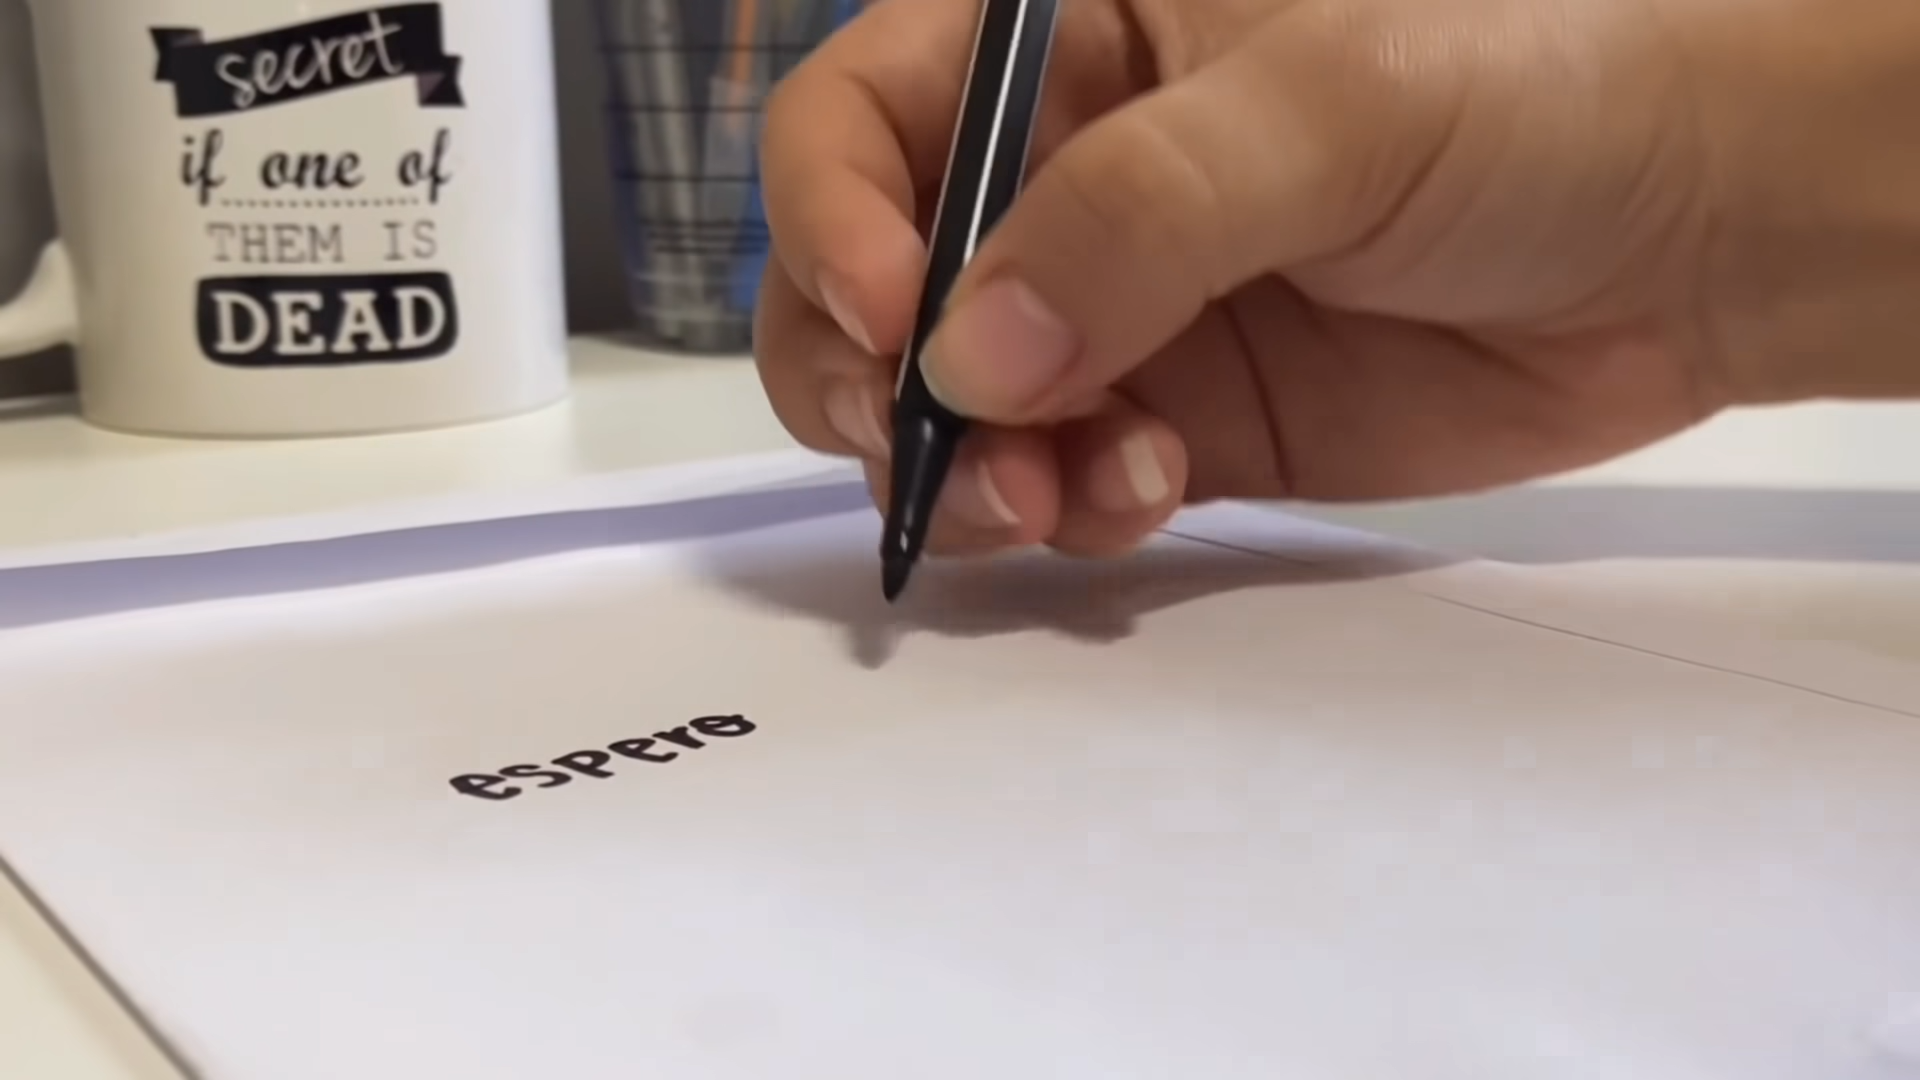 secret
if one of
THEM IS
DEAD
espero